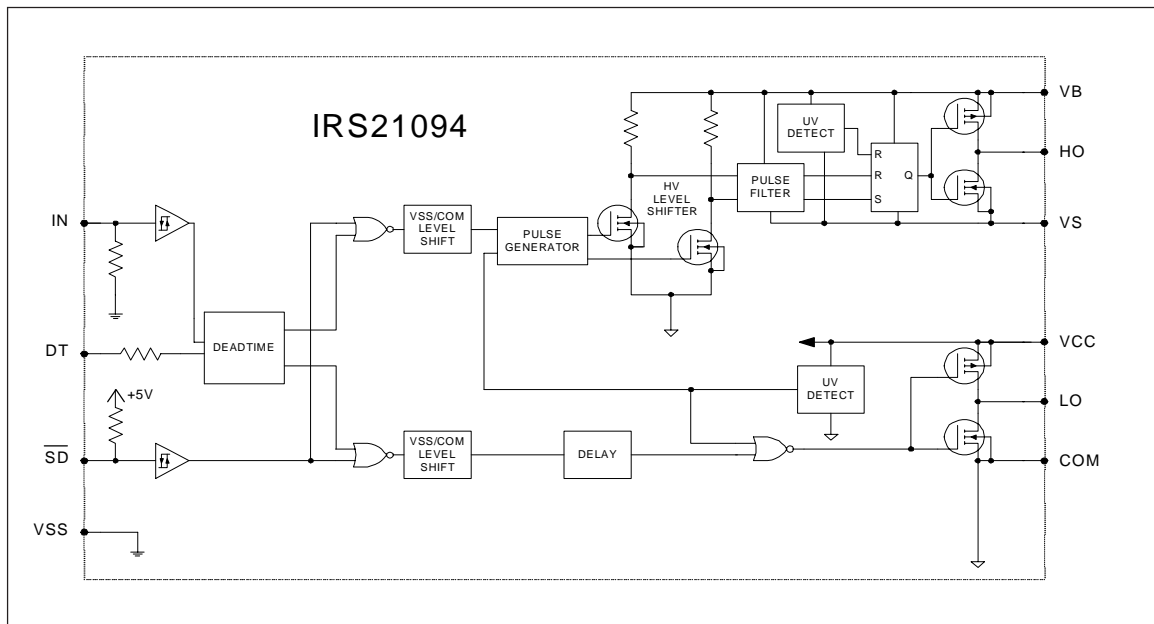 IRS21094
VB
UV
DETECT
HO
R
R
Q
S
PULSE
FILTER
HV
LEVEL
SHIFTER
VS
IN
VSS/COM
LEVEL
SHIFT
PULSE
GENERATOR
DT
DEADTIME
VCC
UV
DETECT
+5V
LO
SD
VSS/COM
LEVEL
SHIFT
DELAY
COM
VSS